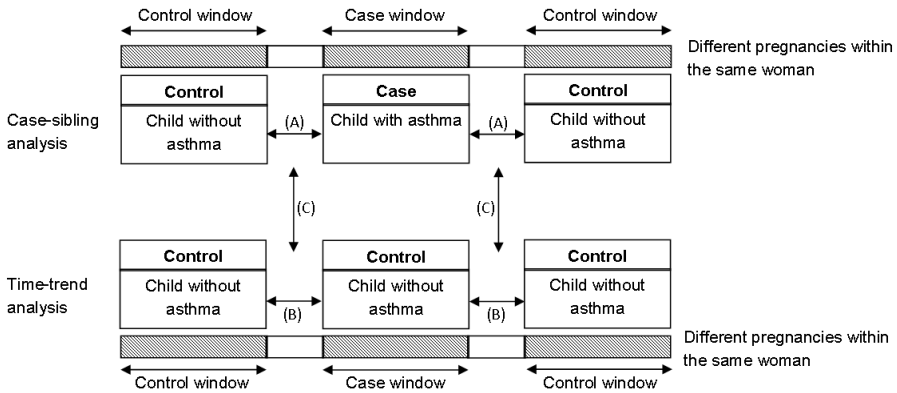 Control window Case window Control window
Different pregnancies within
the same woman
Case-sibling
analysis
Control
Child without
asthma
(A)
Case
Child with asthma
(A)
Control
Child without
asthma
(C) (C)
Time-trend
analysis
Control
Child without
asthma
(B)
Control
Child without
asthma
(B)
Control
Child without
asthma
Different pregnancies within
the same woman
Control window Case window Control window